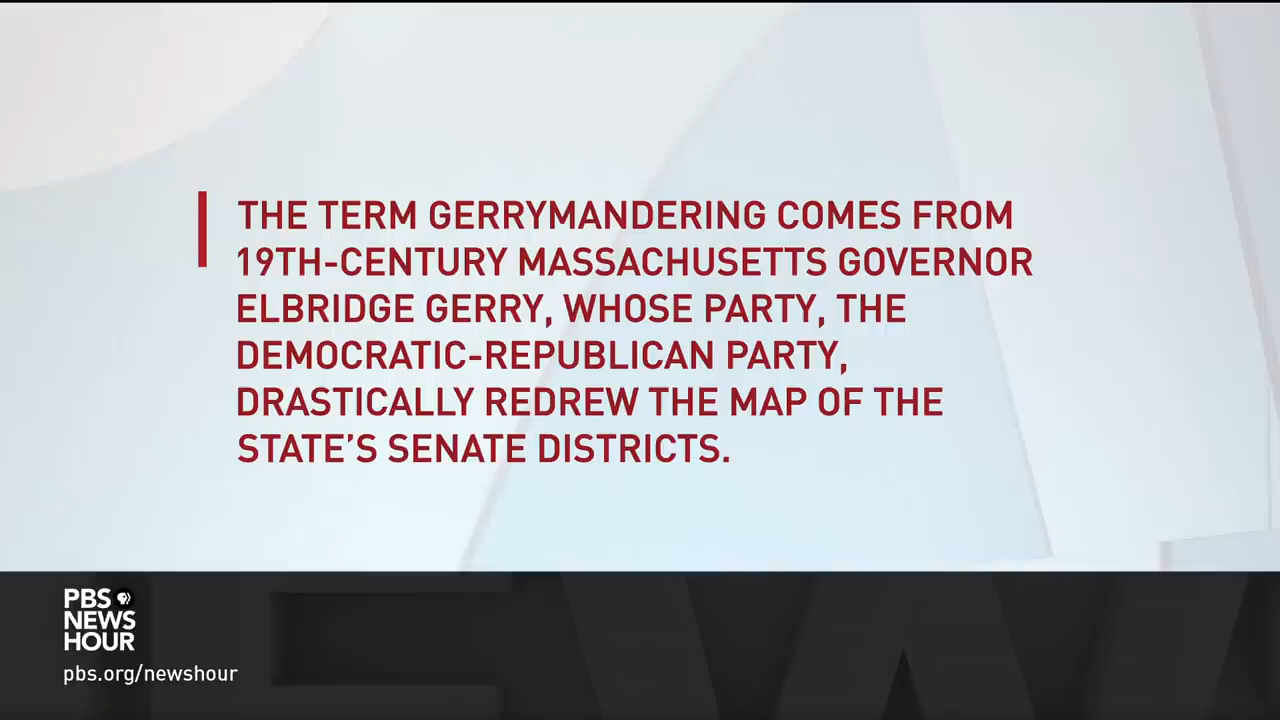 THE TERM GERRYMANDERING COMES FROM
19TH-CENTURY MASSACHUSETTS GOVERNOR
ELBRIDGE GERRY, WHOSE PARTY, THE
DEMOCRATIC-REPUBLICAN PARTY,
DRASTICALLY REDREW THE MAP OF THE
STATE’S SENATE DISTRICTS.
PBS
NEWS
HOUR
pbs.org/newshour